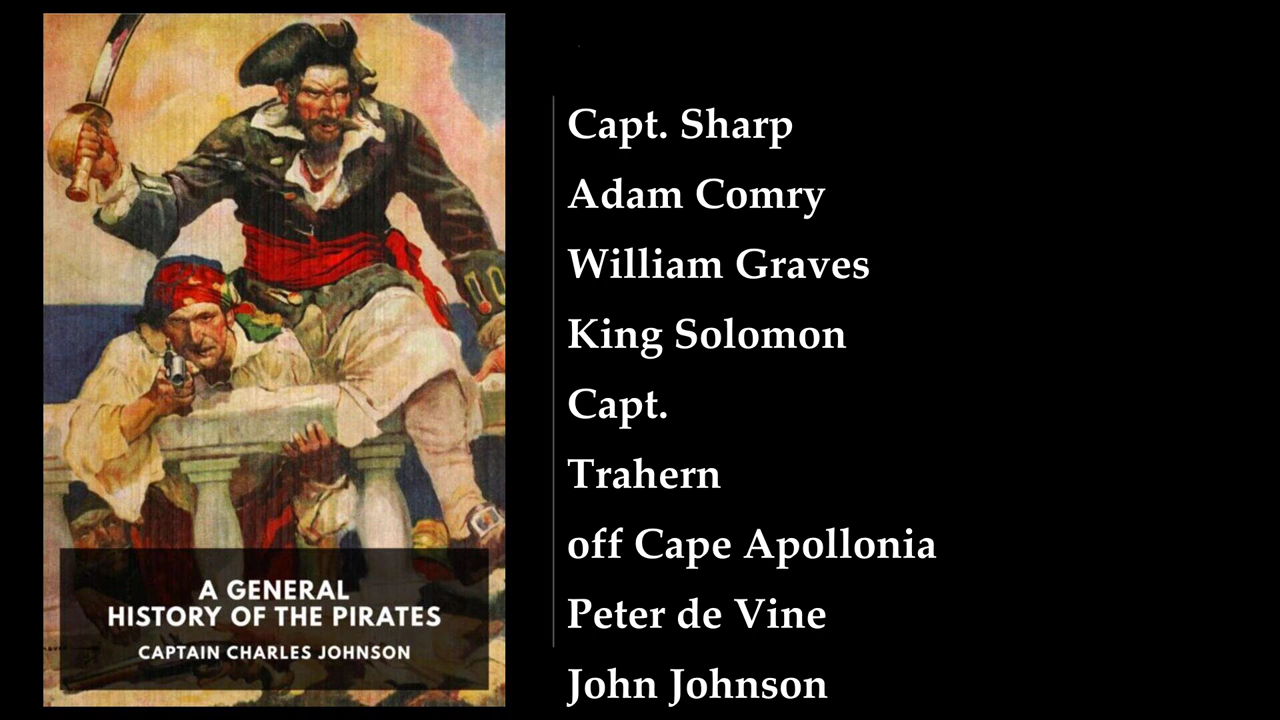 A GENERAL
HISTORY OF THE PIRATES
CAPTAIN CHARLES JOHNSON
Capt. Sharp
Adam Comry
William Graves
King Solomon
Capt.
Trahern
off Cape Apollonia
Peter de Vine
John Johnson